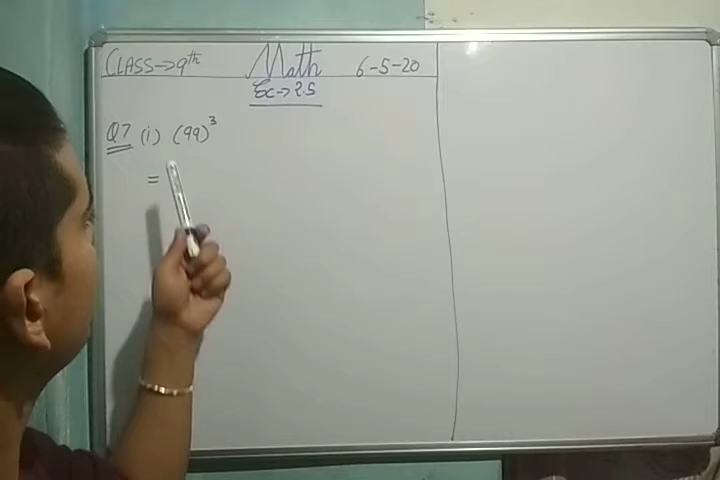 CLASS→9th Math 6-5-20
Ex→2.5
Q7 (i) (99)³
=